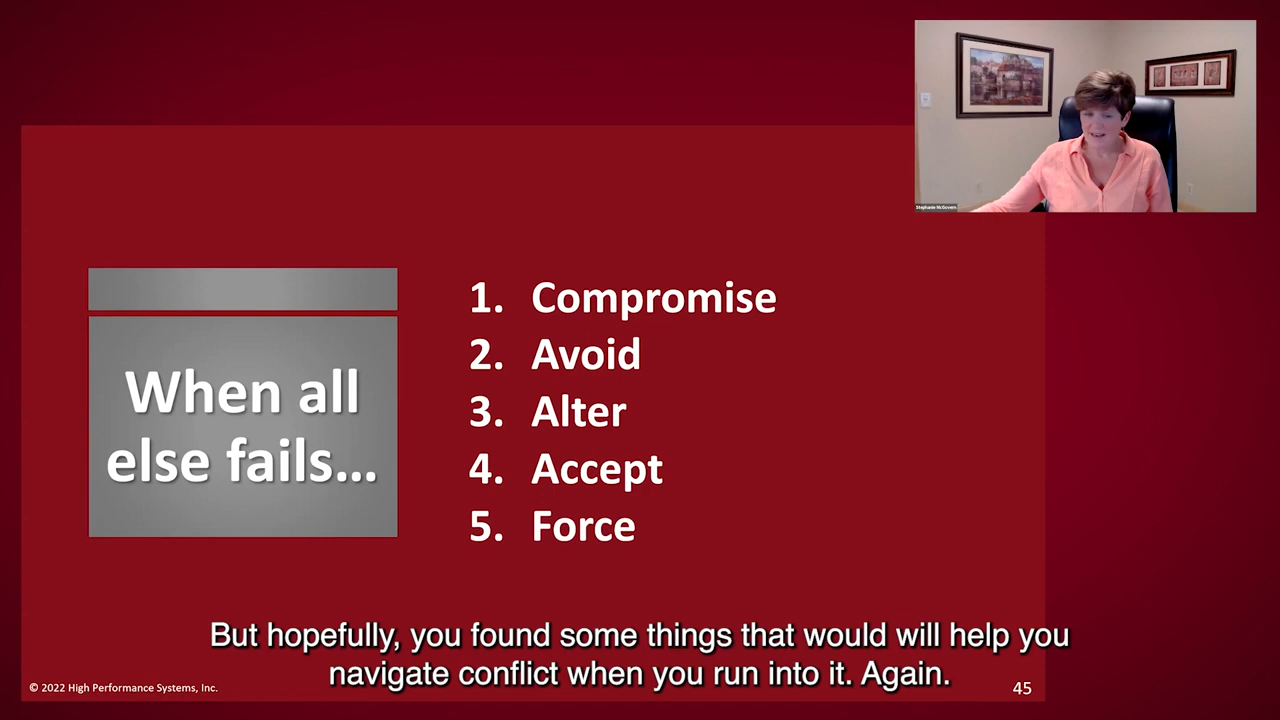 Stephanie McGovern
When all
else fails...
1. Compromise
2. Avoid
3. Alter
4. Accept
5. Force
But hopefully, you found some things that would will help you
navigate conflict when you run into it. Again.
© 2022 High Performance Systems, Inc.
45